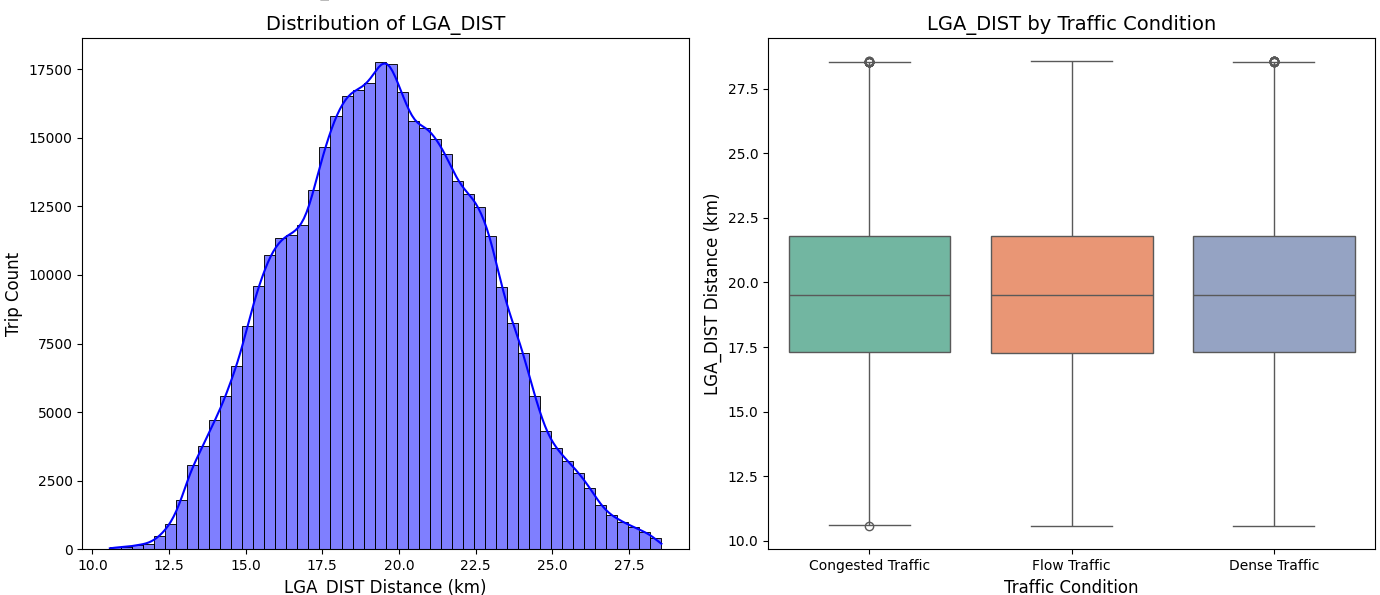 Distribution of LGA_DIST
17500
15000
12500
10000
7500
5000
2500
0
Trip Count
10.0 12.5 15.0 17.5 20.0 22.5 25.0 27.5
LGA_DIST Distance (km)
LGA_DIST by Traffic Condition
27.5
25.0
22.5
20.0
17.5
15.0
12.5
10.0
LGA_DIST Distance (km)
Congested Traffic Flow Traffic Dense Traffic
Traffic Condition